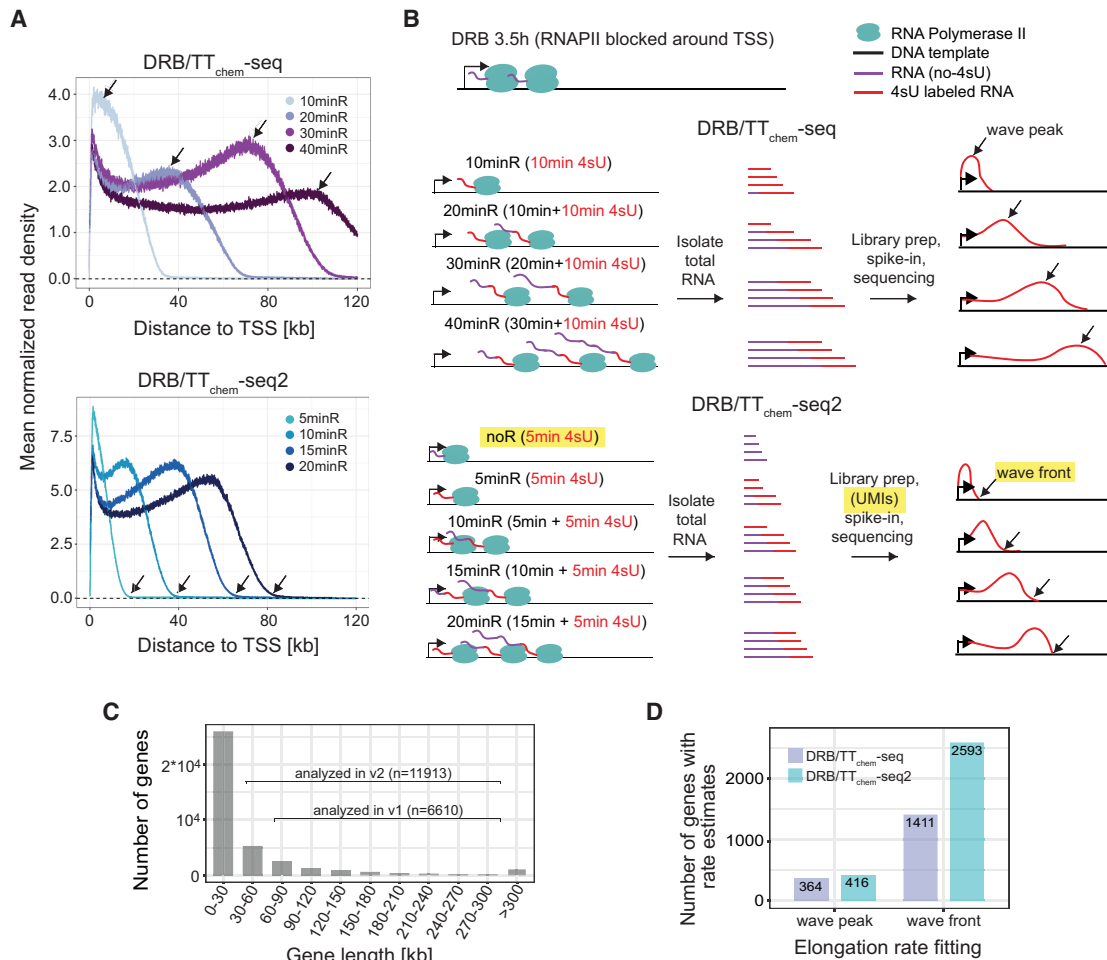 A
DRB/TTchem-seq
4.0
3.0
2.0
1.0
0.0
10minR
20minR
30minR
40minR
0
40
80
120
Distance to TSS [kb]
Mean normalized read density
DRB/TTchem-seq2
7.5
5.0
2.5
0.0
5minR
10minR
15minR
20minR
0
40
80
120
Distance to TSS [kb]
B
DRB 3.5h (RNAPII blocked around TSS)
RNA Polymerase II
DNA template
RNA (no-4sU)
4sU labeled RNA
DRB/TTchem-seq
10minR (10min 4sU)
20minR (10min+10min 4sU)
30minR (20min+10min 4sU)
40minR (30min+10min 4sU)
Isolate
total
RNA
Library prep,
spike-in,
sequencing
wave peak
DRB/TTchem-seq2
noR (5min 4sU)
5minR (5min 4sU)
10minR (5min + 5min 4sU)
15minR (10min + 5min 4sU)
20minR (15min + 5min 4sU)
Isolate
total
RNA
Library prep,
(UMIs)
spike-in,
sequencing
wave front
C
Number of genes
2*10⁴
10⁴
0
analyzed in v2 (n=11913)
analyzed in v1 (n=6610)
0-30
30-60
60-90
90-120
120-150
150-180
180-210
210-240
240-270
270-300
>300
Gene length [kb]
D
Number of genes with
rate estimates
2000
1000
0
DRB/TTchem-seq
DRB/TTchem-seq2
364
416
1411
2593
wave peak
wave front
Elongation rate fitting